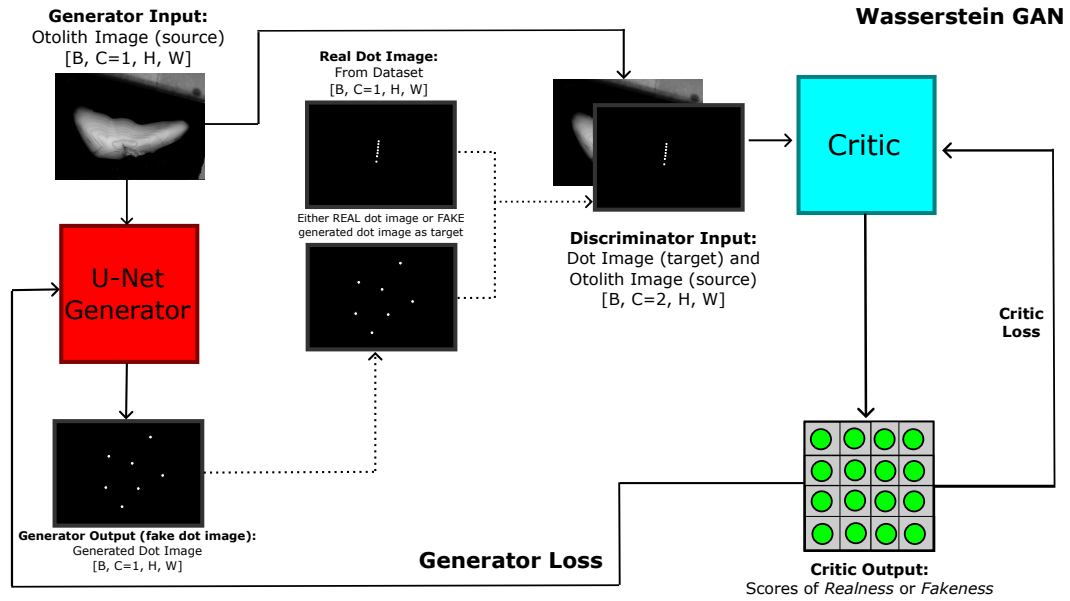 Generator Input:
Otolith Image (source)
[B, C=1, H, W]
Wasserstein GAN
Real Dot Image:
From Dataset
[B, C=1, H, W]
Critic
Either REAL dot image or FAKE
generated dot image as target
U-Net
Generator
Discriminator Input:
Dot Image (target) and
Otolith Image (source)
[B, C=2, H, W]
Critic
Loss
Generator Output (fake dot image):
Generated Dot Image
[B, C=1, H, W]
Generator Loss
Critic Output:
Scores of Realness or Fakeness